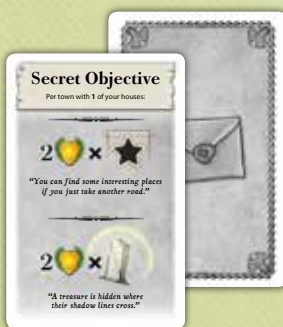 Secret Objective
Per town with 1 of your houses:
2 ×
"You can find some interesting places
if you just take another road."
2 ×
"A treasure is hidden where
their shadow lines cross."